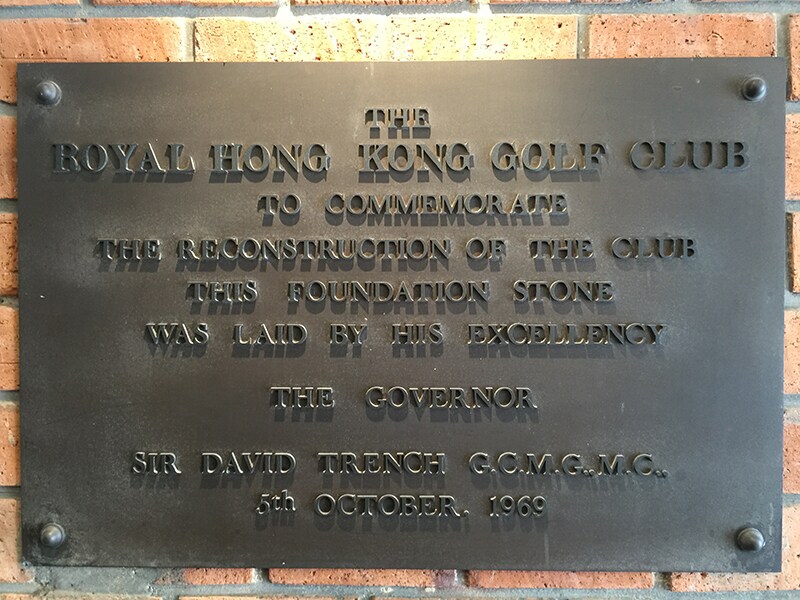 THE
ROYAL HONG KONG GOLF CLUB
TO COMMEMORATE
THE RECONSTRUCTION OF THE CLUB
THIS FOUNDATION STONE
WAS LAID BY HIS EXCELLENCY
THE GOVERNOR
SIR DAVID TRENCH G.C.M.G., M.C.,
5th OCTOBER. 1969